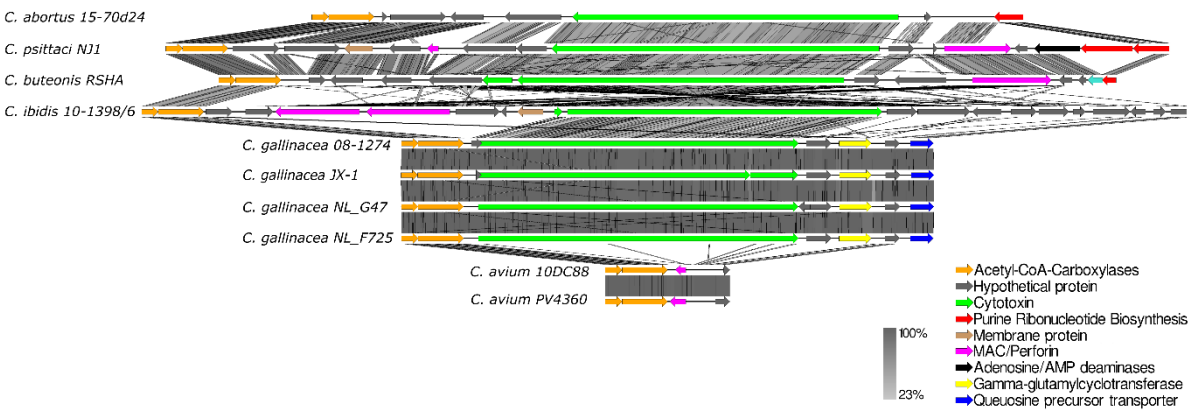 C. abortus 15-70d24
C. psittaci NJ1
C. buteonis RSHA
C. ibidis 10-1398/6
C. gallinacea 08-1274
C. gallinacea JX-1
C. gallinacea NL_G47
C. gallinacea NL_F725
C. avium 10DC88
C. avium PV4360
100%
23%
Acetyl-CoA-Carboxylases
Hypothetical protein
Cytotoxin
Purine Ribonucleotide Biosynthesis
Membrane protein
MAC/Perforin
Adenosine/AMP deaminases
Gamma-glutamylcyclotransferase
Queuosine precursor transporter